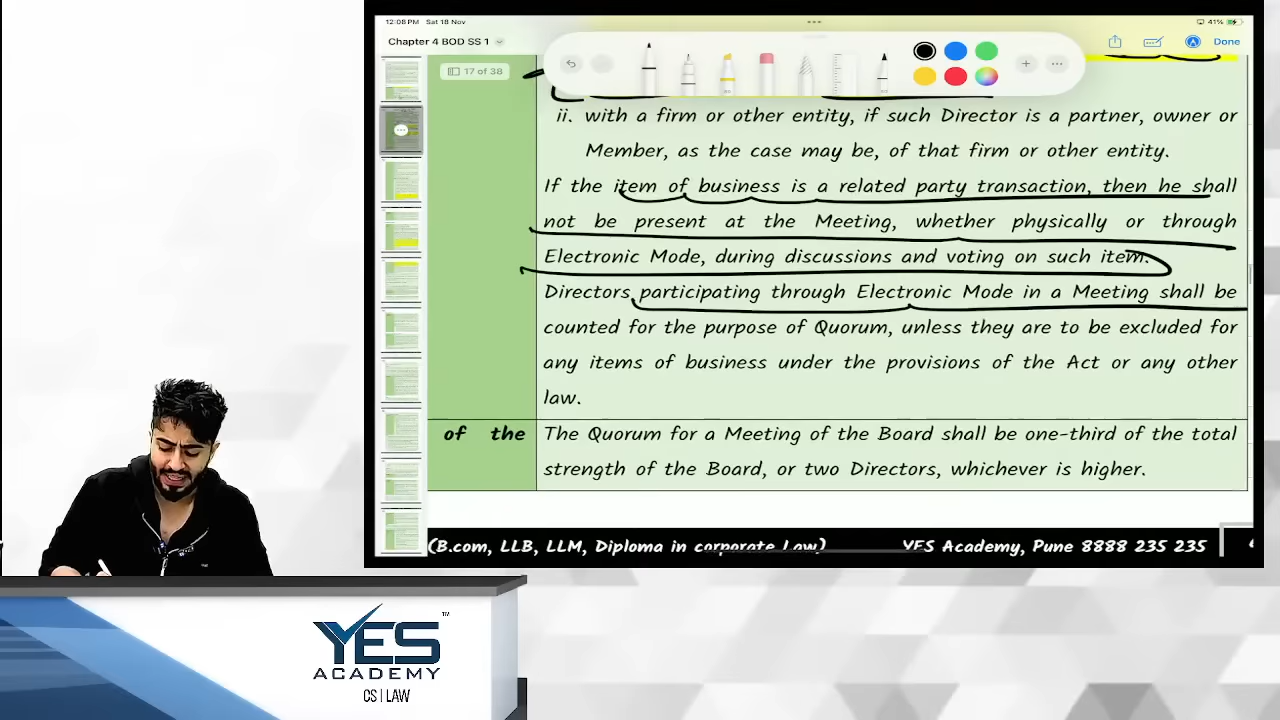 12:08 PM Sat 18 Nov
41%
Chapter 4 BOD SS 1
Done
17 of 38
ii. with a firm or other entity, if such Director is a partner, owner or
Member, as the case may be, of that firm or other entity.
If the item of business is a related party transaction, then he shall
not be present at the Meeting, whether physically or through
Electronic Mode, during discussions and voting on such item.
Directors participating through Electronic Mode in a Meeting shall be
counted for the purpose of Quorum, unless they are to be excluded for
any items of business under the provisions of the Act or any other
law.
of the
The Quorum for a Meeting of the Board shall be one-third of the total
strength of the Board or two Directors, whichever is higher.
(B.com, LLB, Diploma Corporate Law)
YES Academy, Pune
YES
TM
ACADEMY
CS | LAW